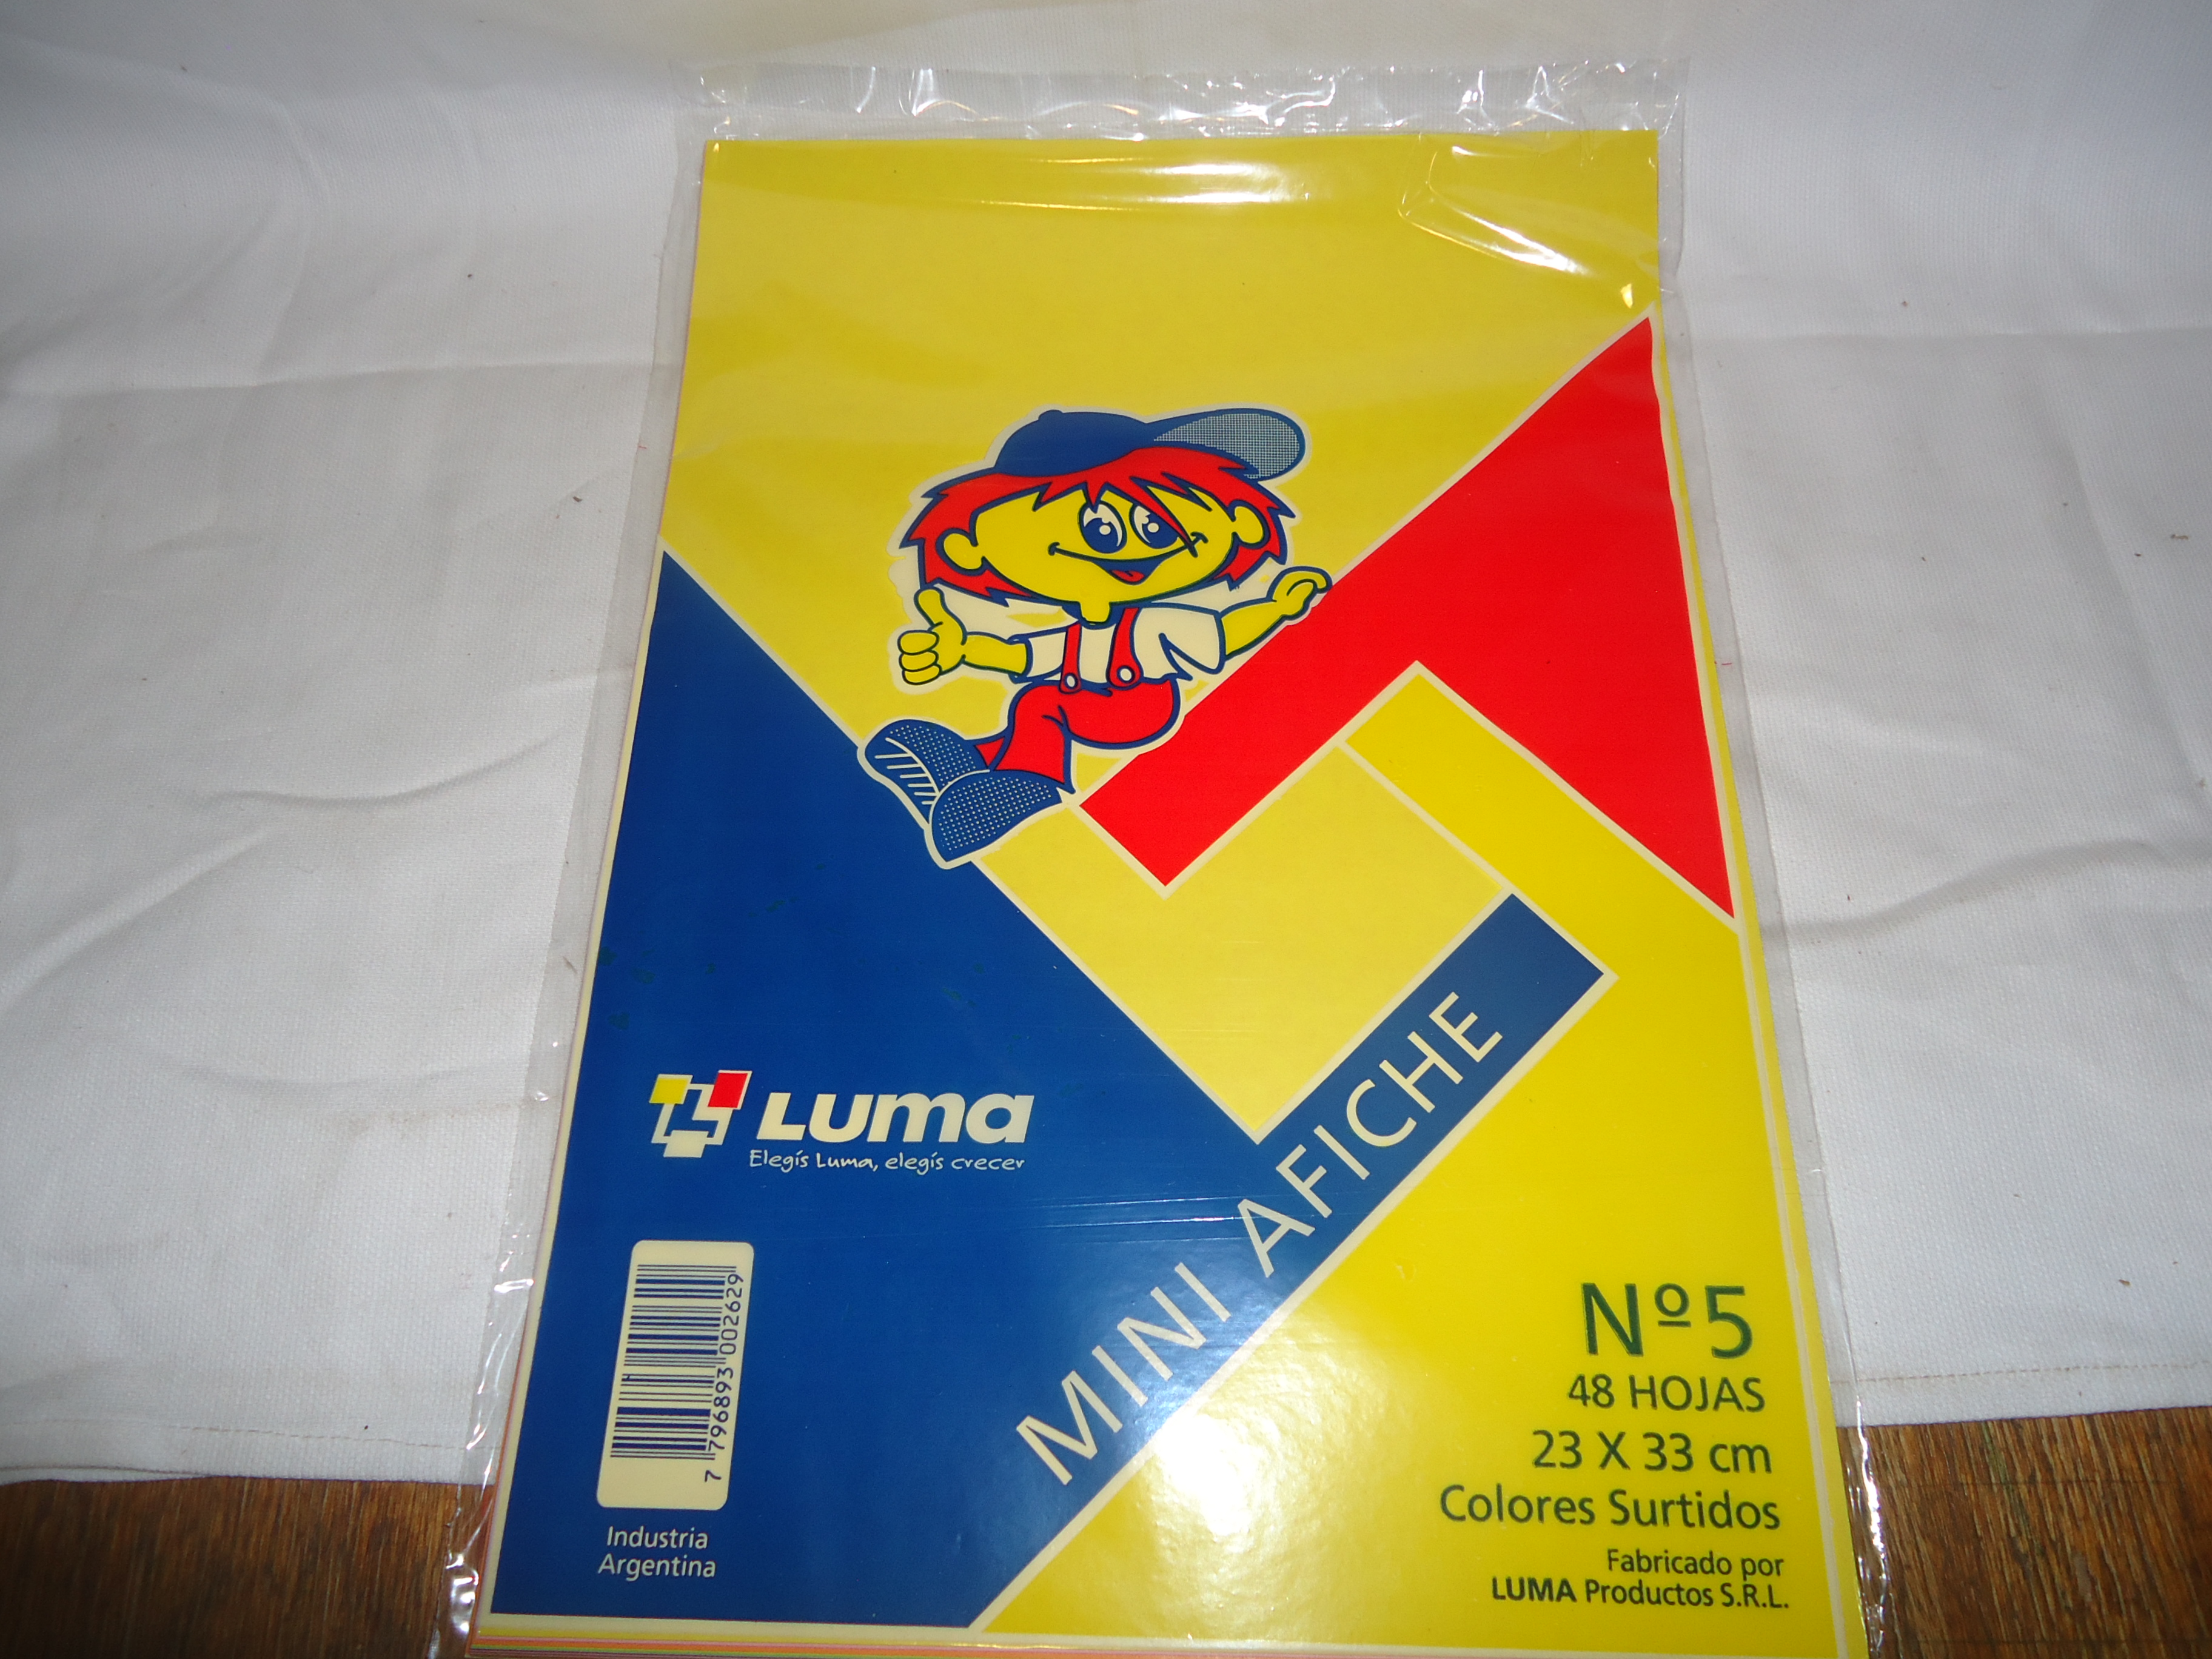 LUMA
Elegís Luma, elegís crecer
MINI AFICHE
7 796893 002629
Industria
Argentina
Nº5
48 HOJAS
23 X 33 cm
Colores Surtidos
Fabricado por
LUMA Productos S.R.L.